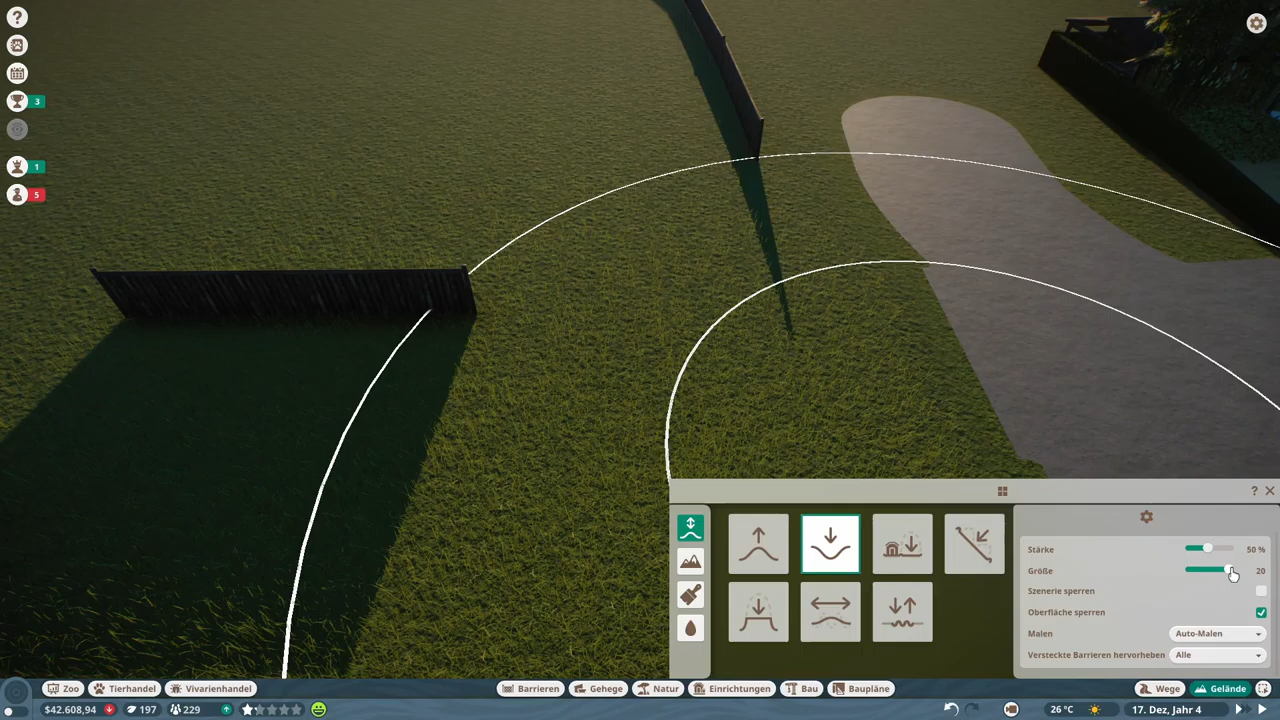 ?
3
1
5
?
Stärke 50 %
Größe 20
Szenerie sperren
Oberfläche sperren
Malen Auto-Malen
Versteckte Barrieren hervorheben Alle
Zoo Tierhandel Vivarienhandel Barrieren Gehege Natur Einrichtungen Bau Baupläne Wege Gelände
$42.608,94 197 229 26 °C 17. Dez, Jahr 4